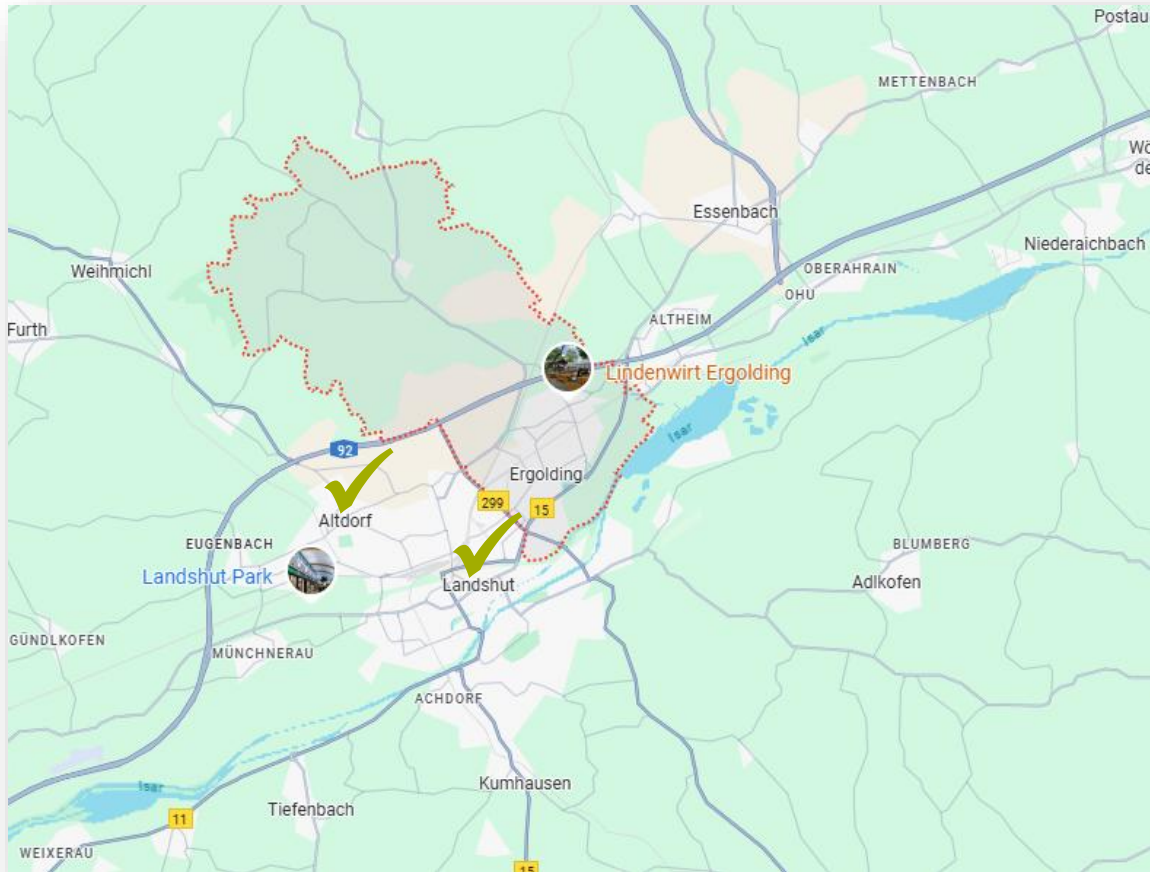 Postau
METTENBACH
Wö
de
Essenbach
Niederaichbach
OBERAHRAIN
Weihmichl
OHU
ALTHEIM
Furth
Isar
Lindenwirt Ergolding
Isar
92
Ergolding
299
15
Altdorf
EUGENBACH
BLUMBERG
Landshut Park
Landshut
Adlkofen
GÜNDLKOFEN
MÜNCHNERAU
ACHDORF
Isar
Kumhausen
Tiefenbach
11
WEIXERAU
15